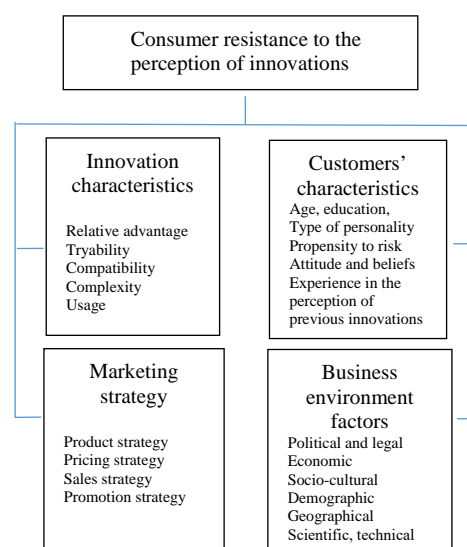 Consumer resistance to the
perception of innovations
Innovation
characteristics
Relative advantage
Tryability
Compatibility
Complexity
Usage
Customers’
characteristics
Age, education,
Type of personality
Propensity to risk
Attitude and beliefs
Experience in the
perception of
previous innovations
Marketing
strategy
Product strategy
Pricing strategy
Sales strategy
Promotion strategy
Business
environment
factors
Political and legal
Economic
Socio-cultural
Demographic
Geographical
Scientific, technical